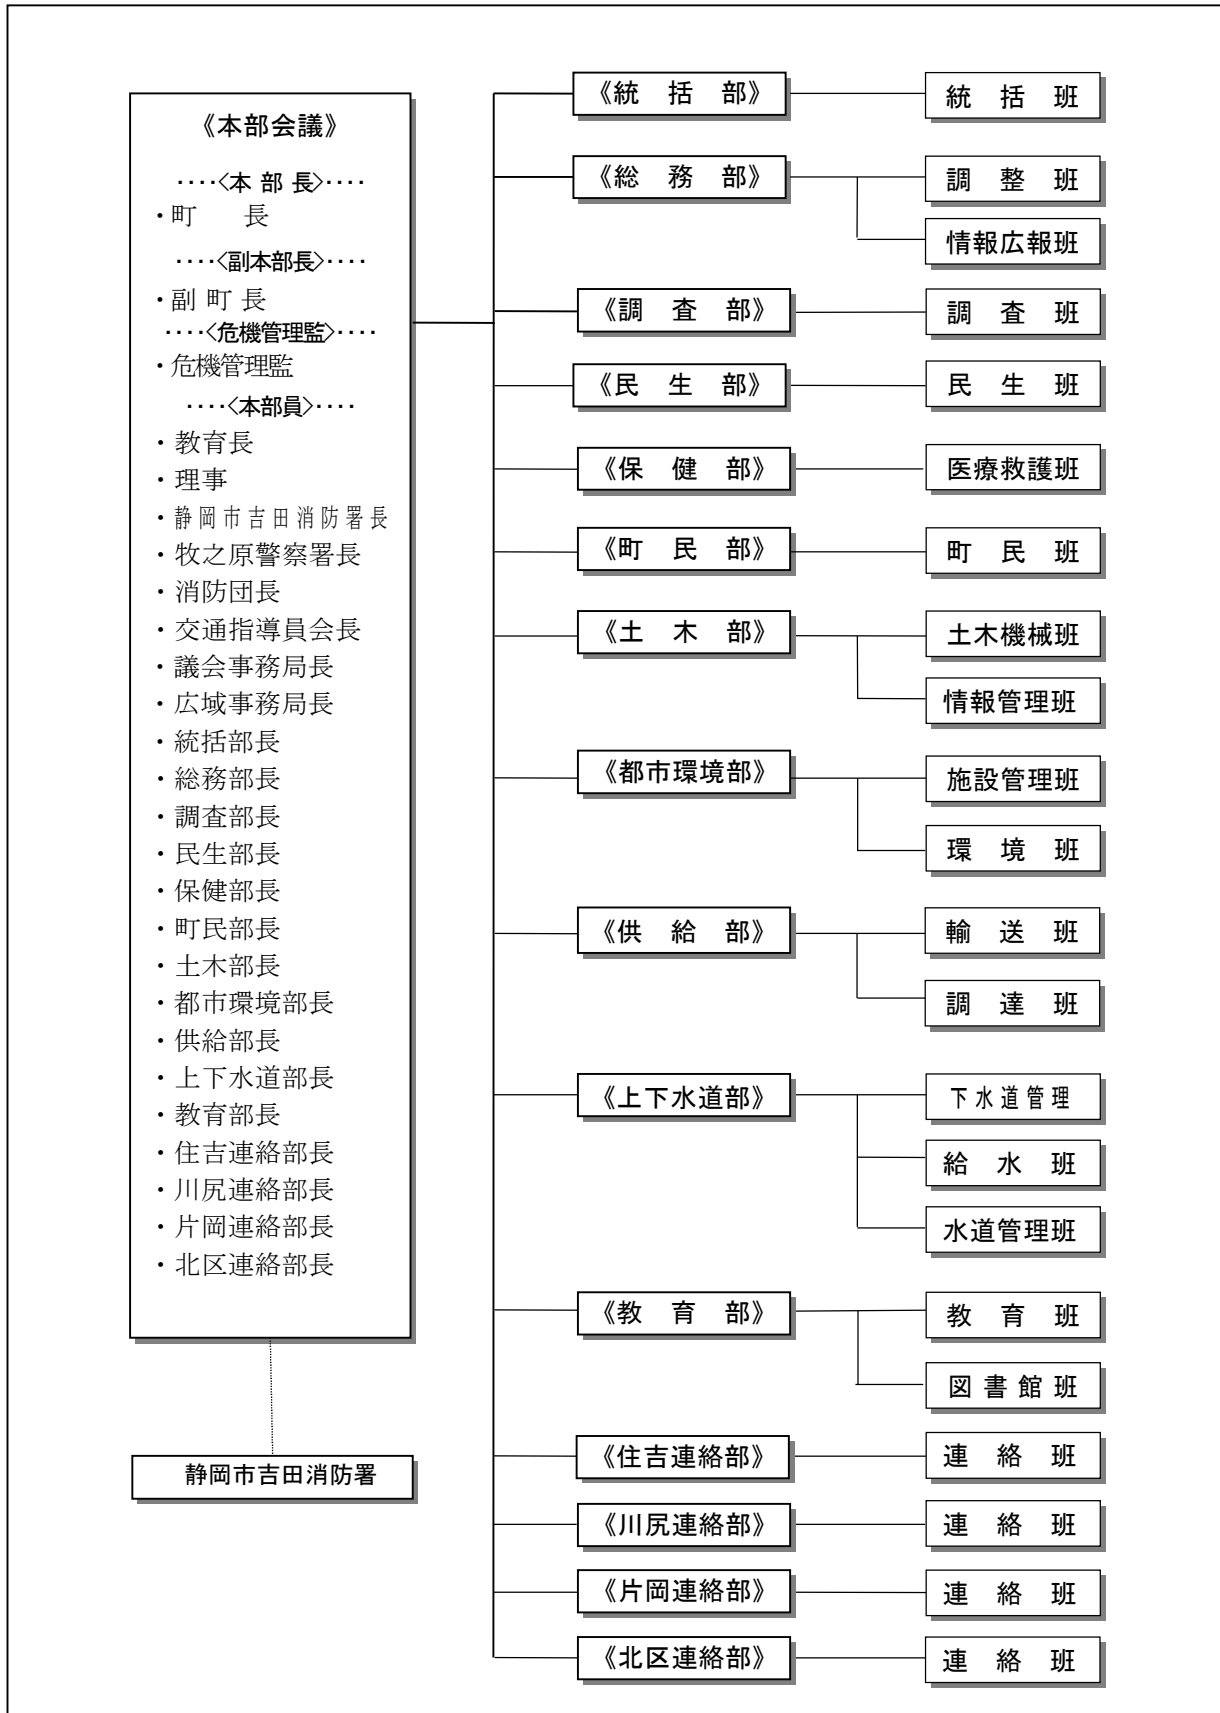 《本部会議》
‥‥<本 部 長>‥‥
・町　　長
‥‥<副本部長>‥‥
・副 町 長
‥‥<危機管理監>‥‥
・危機管理監
‥‥<本部員>‥‥
・教育長
・理事
・静岡市吉田消防署長
・牧之原警察署長
・消防団長
・交通指導員会長
・議会事務局長
・広域事務局長
・統括部長
・総務部長
・調査部長
・民生部長
・保健部長
・町民部長
・土木部長
・都市環境部長
・供給部長
・上下水道部長
・教育部長
・住吉連絡部長
・川尻連絡部長
・片岡連絡部長
・北区連絡部長
静岡市吉田消防署
《統　括　部》
統　括　班
《総　務　部》
調　整　班
情報広報班
《調　査　部》
調　査　班
《民　生　部》
民　生　班
《保　健　部》
医療救護班
《町　民　部》
町　民　班
《土　木　部》
土木機械班
情報管理班
《都市環境部》
施設管理班
環　境　班
《供　給　部》
輸　送　班
調　達　班
《上下水道部》
下水道管理
給　水　班
水道管理班
《教　育　部》
教　育　班
図 書 館 班
《住吉連絡部》
連　絡　班
《川尻連絡部》
連　絡　班
《片岡連絡部》
連　絡　班
《北区連絡部》
連　絡　班